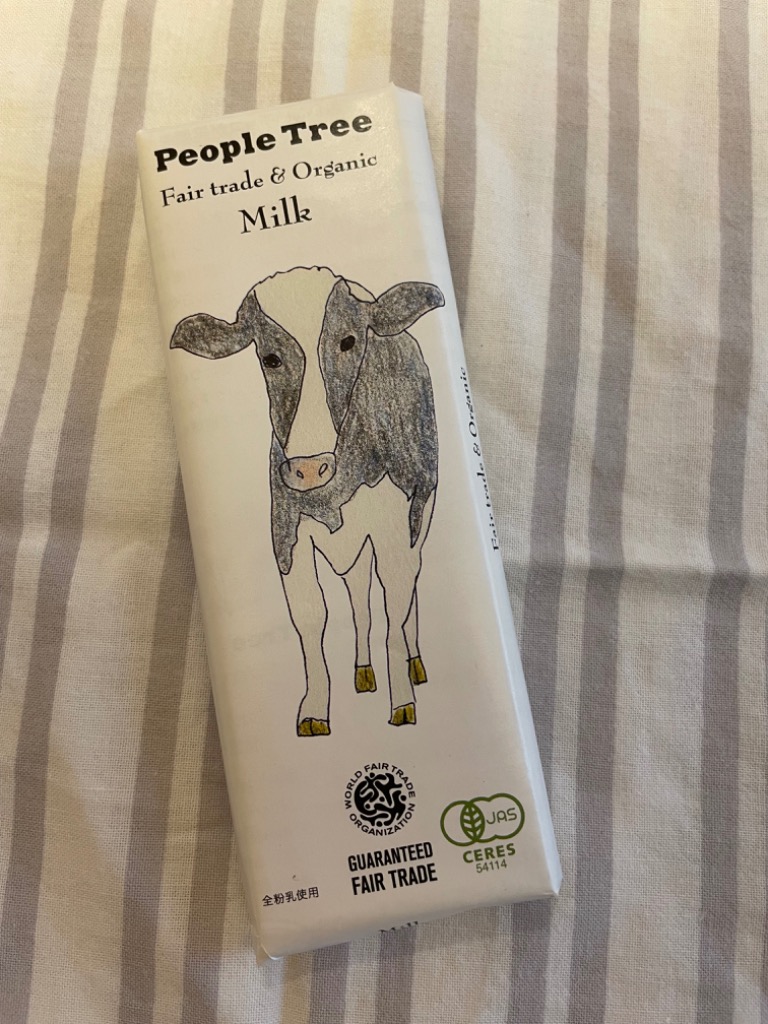 People Tree
Fair trade & Organic
Milk
Fair trade & Organic
WORLD FAIR TRADE
ORGANIZATION
GUARANTEED
FAIR TRADE
JAS
CERES
54114
全粉乳使用